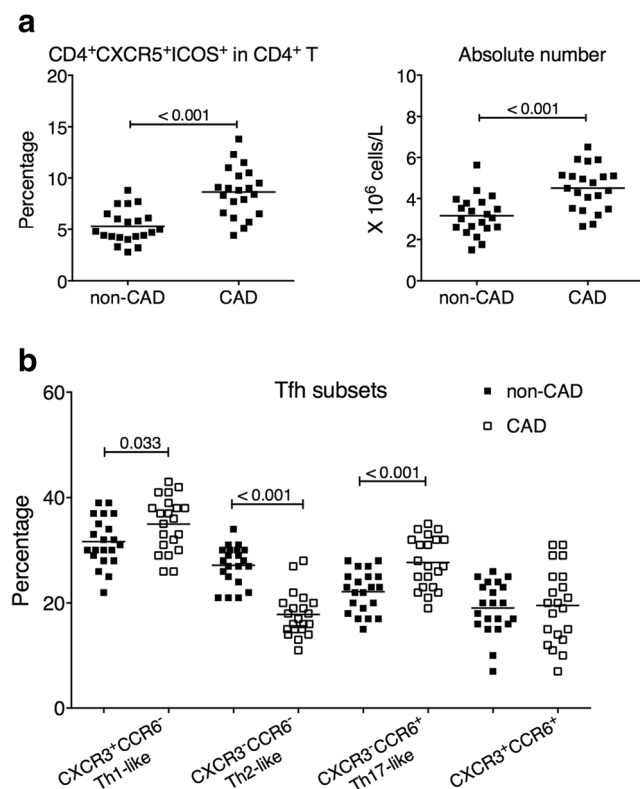 a
CD4⁺CXCR5⁺ICOS⁺ in CD4⁺ T
Percentage
20
15
10
5
0
< 0.001
non-CAD
CAD
Absolute number
X 10⁶ cells/L
10
8
6
4
2
0
< 0.001
non-CAD
CAD
b
Tfh subsets
non-CAD
CAD
Percentage
60
40
20
0
0.033
< 0.001
< 0.001
CXCR3⁺CCR6⁻
Th1-like
CXCR3⁻CCR6⁻
Th2-like
CXCR3⁻CCR6⁺
Th17-like
CXCR3⁺CCR6⁺